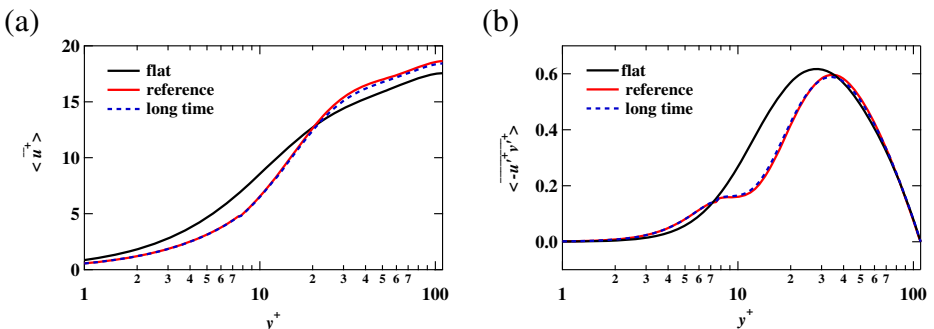 (a)
20
15
10
5
0
flat
reference
long time
< u̅⁺ >
1 2 3 4 5 6 7 10 2 3 4 5 6 7 100
y⁺
(b)
0.6
0.4
0.2
0.0
flat
reference
long time
< -u'⁺v'⁺ >
1 2 3 4 5 6 7 10 2 3 4 5 6 7 100
y⁺